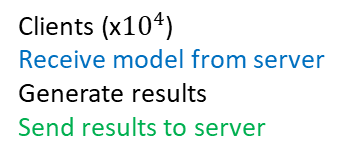 Clients (x10⁴)
Receive model from server
Generate results
Send results to server